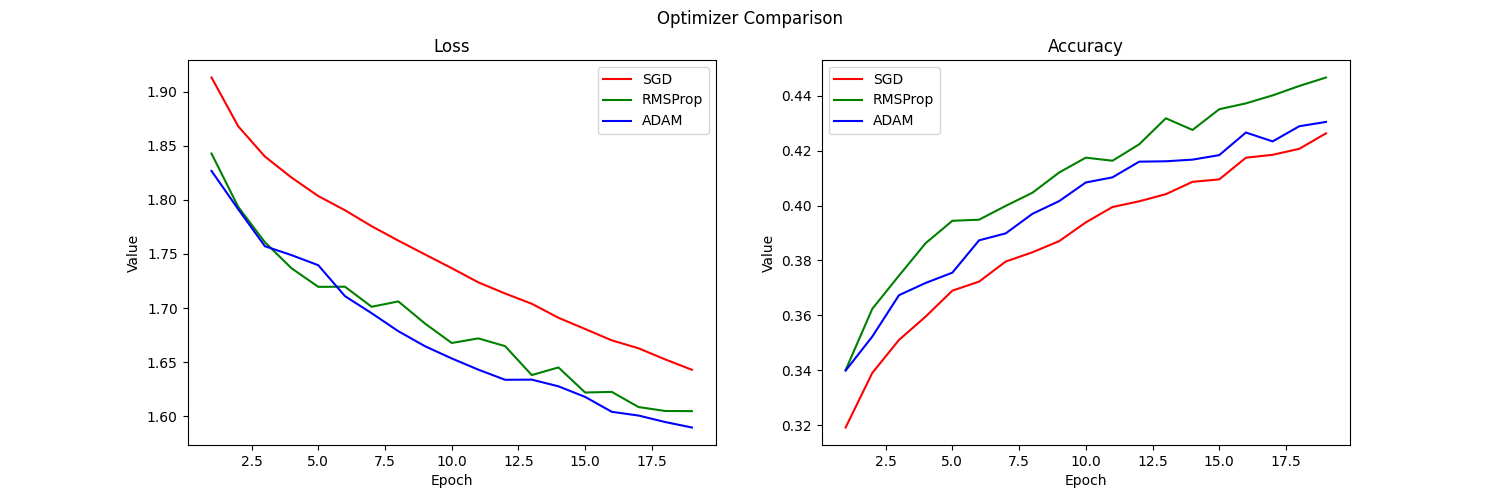 Optimizer Comparison
Loss
Value
1.90
1.85
1.80
1.75
1.70
1.65
1.60
2.5 5.0 7.5 10.0 12.5 15.0 17.5
Epoch
SGD
RMSProp
ADAM
Accuracy
Value
0.44
0.42
0.40
0.38
0.36
0.34
0.32
2.5 5.0 7.5 10.0 12.5 15.0 17.5
Epoch
SGD
RMSProp
ADAM